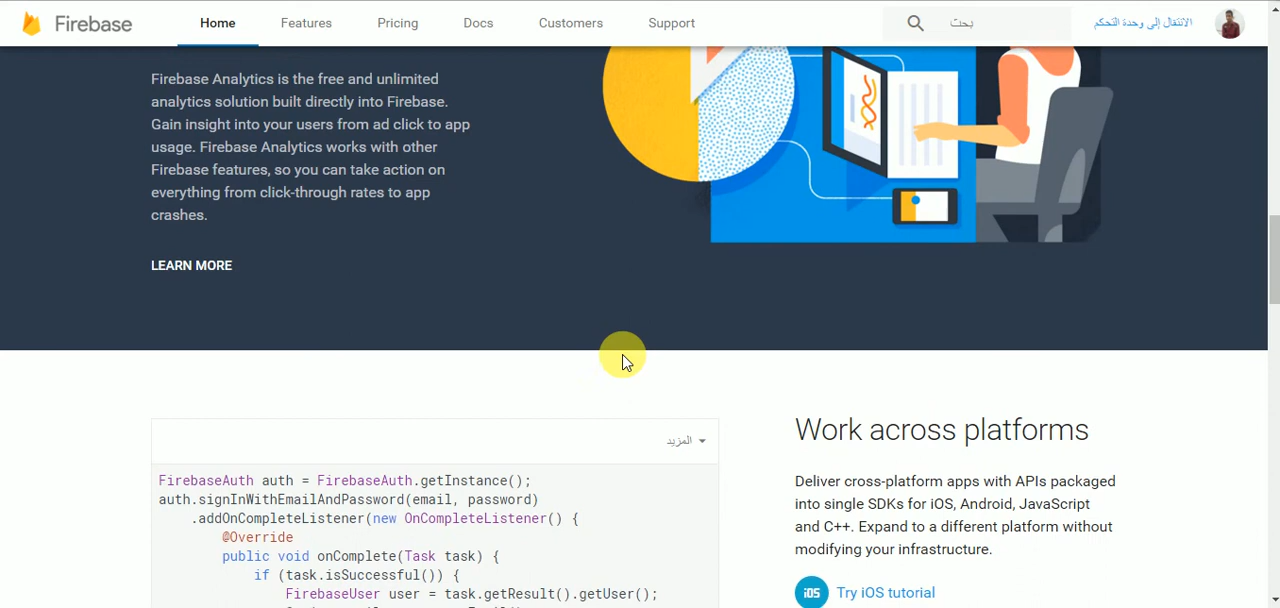 Firebase
Home
Features
Pricing
Docs
Customers
Support
بحث
الانتقال إلى وحدة التحكم
Firebase Analytics is the free and unlimited
analytics solution built directly into Firebase.
Gain insight into your users from ad click to app
usage. Firebase Analytics works with other
Firebase features, so you can take action on
everything from click-through rates to app
crashes.
LEARN MORE
المزيد
FirebaseAuth auth = FirebaseAuth.getInstance();
auth.signInWithEmailAndPassword(email, password)
.addOnCompleteListener(new OnCompleteListener() {
@Override
public void onComplete(Task task) {
if (task.isSuccessful()) {
FirebaseUser user = task.getResult().getUser();
Work across platforms
Deliver cross-platform apps with APIs packaged
into single SDKs for iOS, Android, JavaScript
and C++. Expand to a different platform without
modifying your infrastructure.
iOS
Try iOS tutorial